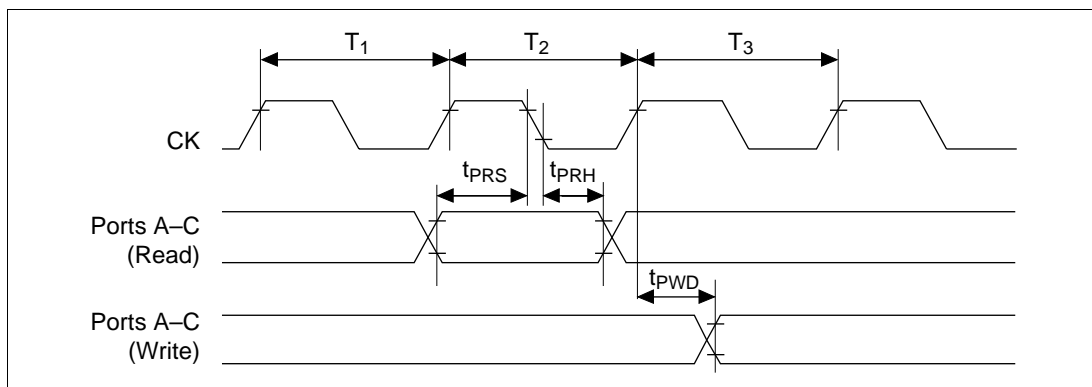 T1 T2 T3
CK
tPRS tPRH
Ports A–C
(Read)
tPWD
Ports A–C
(Write)